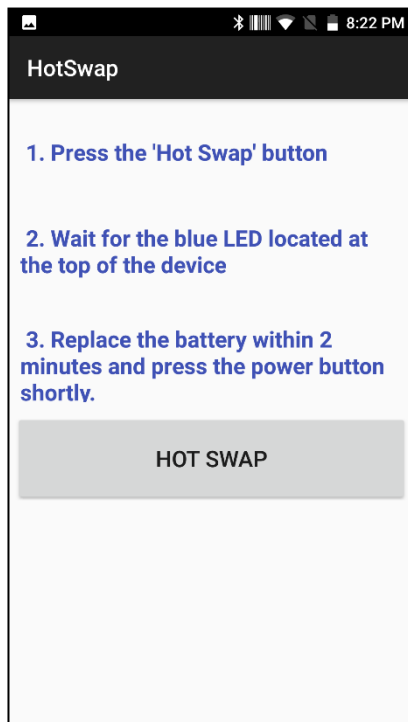 8:22 PM
HotSwap
1. Press the 'Hot Swap' button
2. Wait for the blue LED located at
the top of the device
3. Replace the battery within 2
minutes and press the power button
shortly.
HOT SWAP